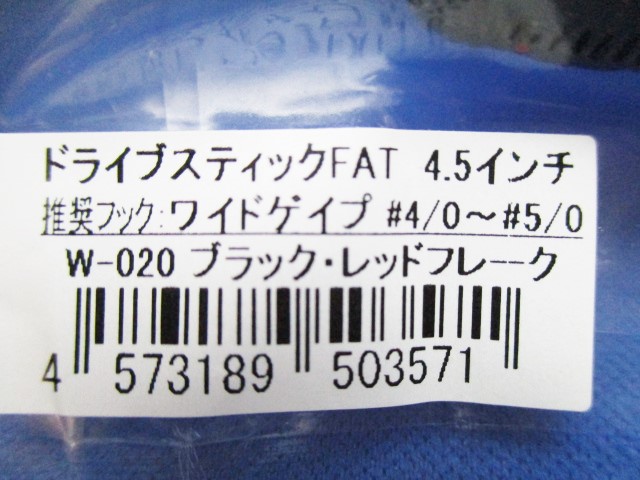 ドライブスティックFAT 4.5インチ
推奨フック:ワイドゲイプ #4/0～#5/0
W-020 ブラック・レッドフレーク
4 573189 503571